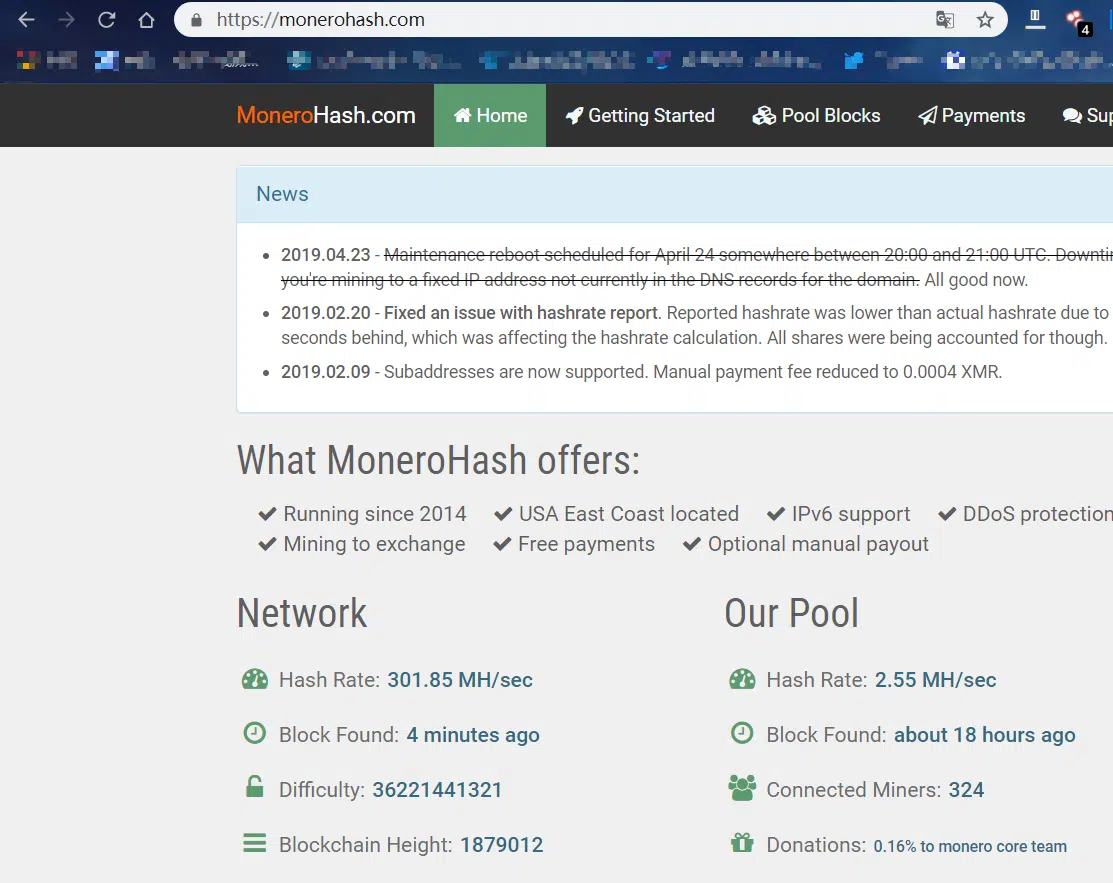 https://monerohash.com
4
MoneroHash.com Home Getting Started Pool Blocks Payments Sup
News
2019.04.23 - Maintenance reboot scheduled for April 24 somewhere between 20:00 and 21:00 UTC. Downtin
you're mining to a fixed IP address not currently in the DNS records for the domain. All good now.
2019.02.20 - Fixed an issue with hashrate report. Reported hashrate was lower than actual hashrate due to
seconds behind, which was affecting the hashrate calculation. All shares were being accounted for though.
2019.02.09 - Subaddresses are now supported. Manual payment fee reduced to 0.0004 XMR.
What MoneroHash offers:
Running since 2014 USA East Coast located IPv6 support DDoS protection
Mining to exchange Free payments Optional manual payout
Network
Hash Rate: 301.85 MH/sec
Block Found: 4 minutes ago
Difficulty: 36221441321
Blockchain Height: 1879012
Our Pool
Hash Rate: 2.55 MH/sec
Block Found: about 18 hours ago
Connected Miners: 324
Donations: 0.16% to monero core team